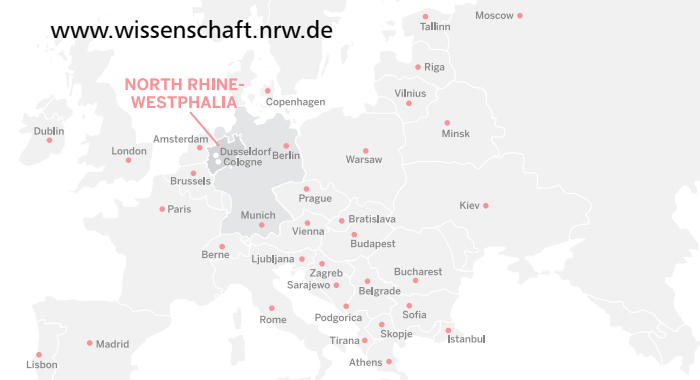 www.wissenschaft.nrw.de
Moscow
Tallinn
Riga
NORTH RHINE-
WESTPHALIA
Copenhagen
Vilnius
Dublin
London
Amsterdam
Dusseldorf
Berlin
Cologne
Warsaw
Minsk
Brussels
Paris
Prague
Kiev
Munich
Vienna
Bratislava
Budapest
Berne
Ljubljana
Zagreb
Sarajevo
Belgrade
Bucharest
Rome
Podgorica
Sofia
Skopje
Tirana
Istanbul
Madrid
Lisbon
Athens